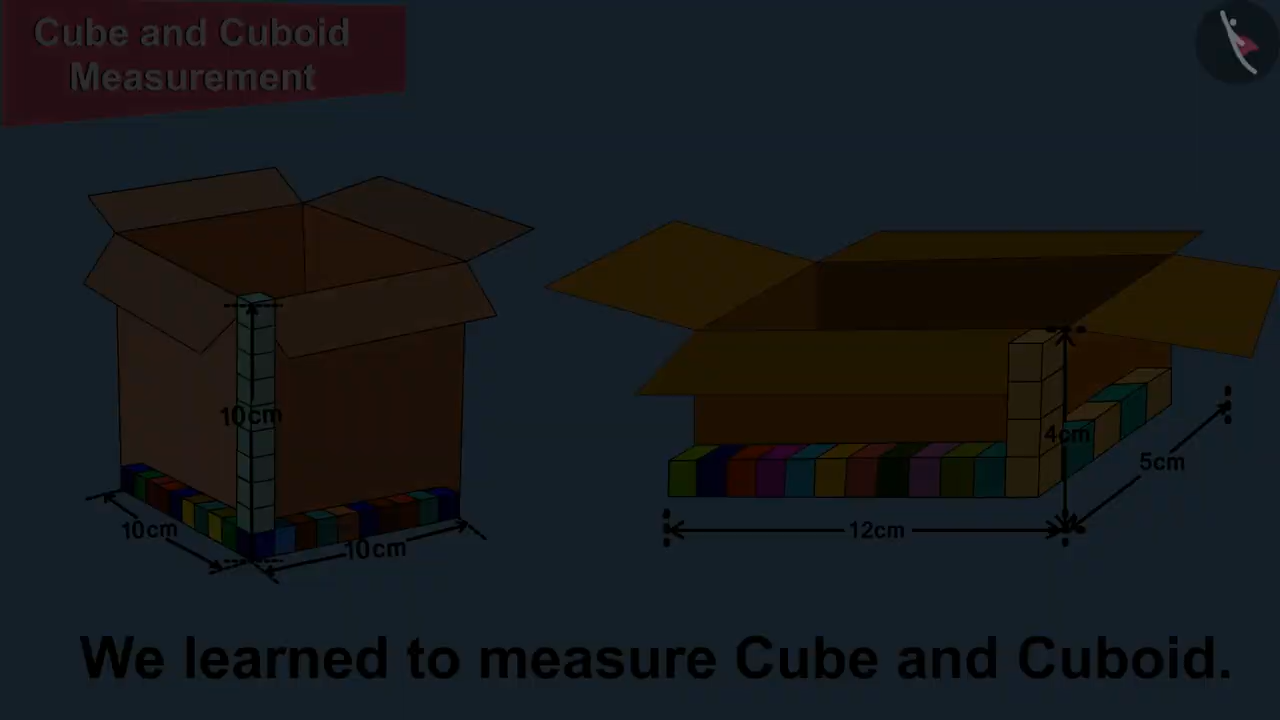 Cube and Cuboid
Measurement
10cm
10cm
10cm
4cm
5cm
12cm
We learned to measure Cube and Cuboid.